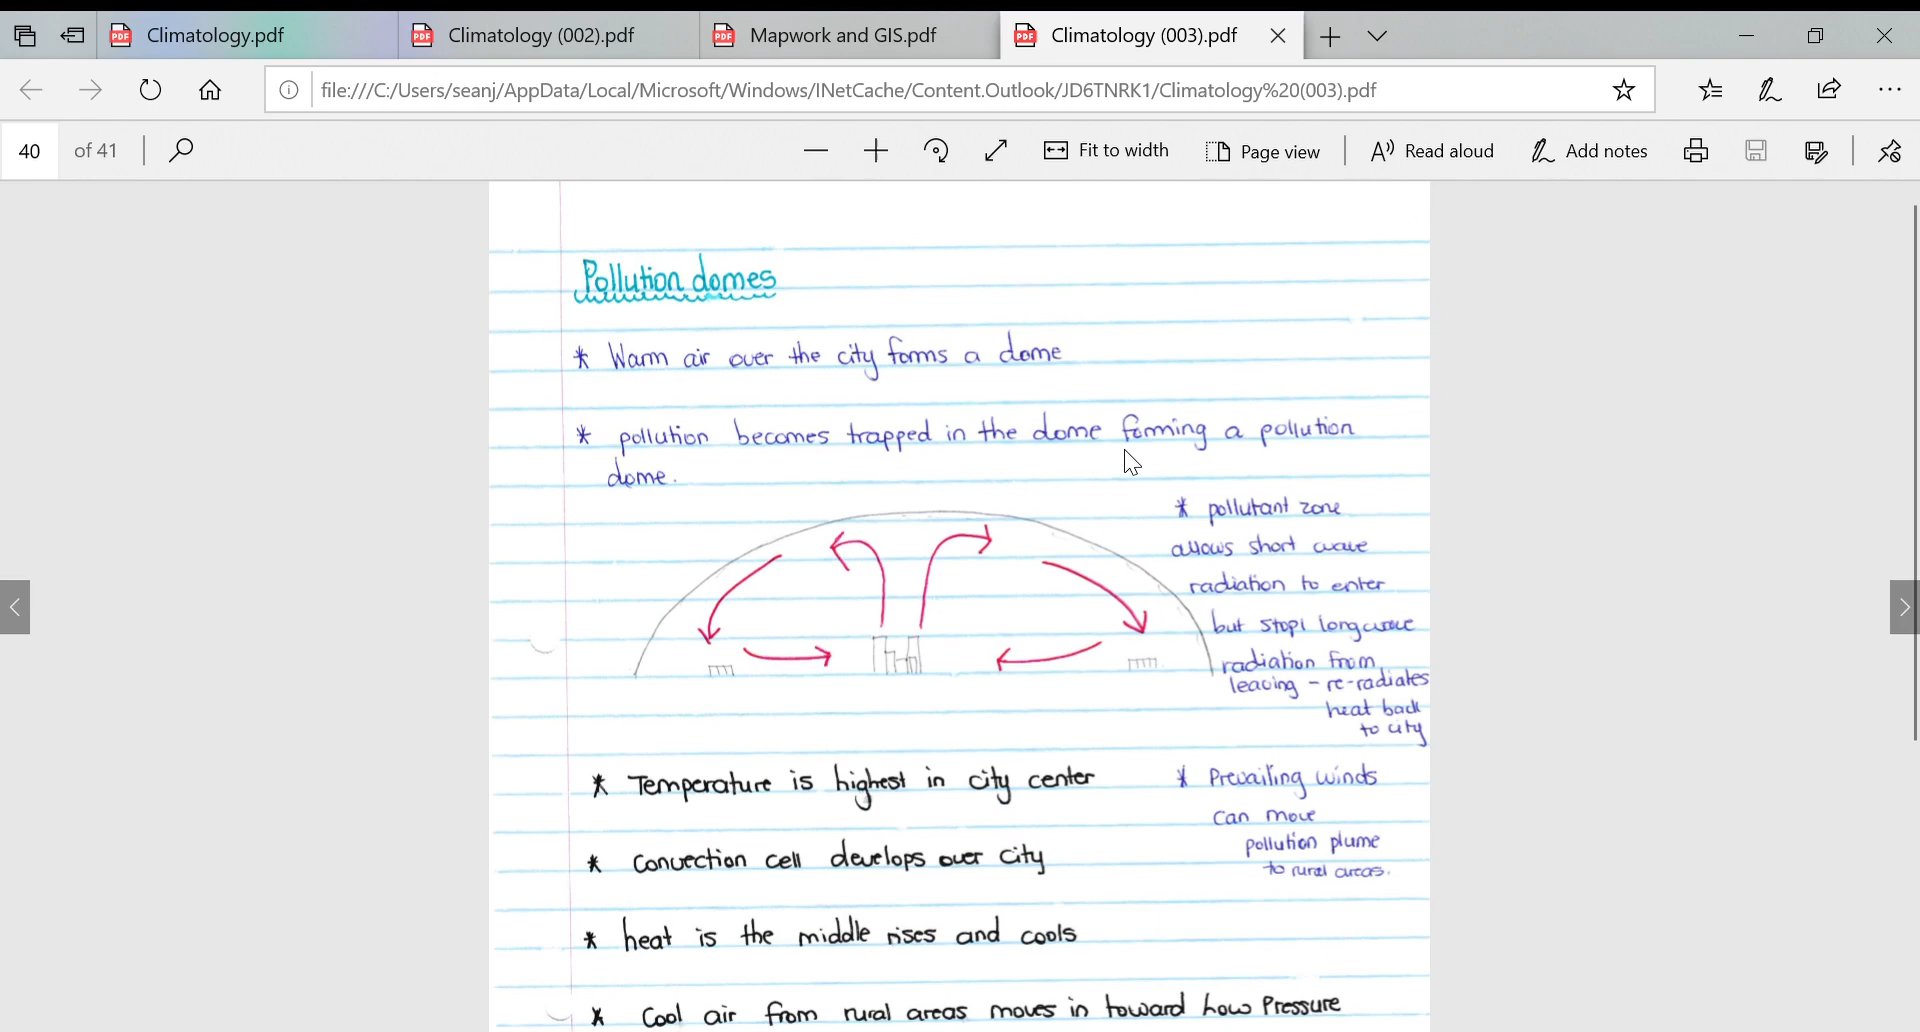 Climatology.pdf
Climatology (002).pdf
Mapwork and GIS.pdf
Climatology (003).pdf
file:///C:/Users/seanj/AppData/Local/Microsoft/Windows/INetCache/Content.Outlook/JD6TNRK1/Climatology%20(003).pdf
40 of 41
Fit to width
Page view
Read aloud
Add notes
Pollution domes
* Warm air over the city forms a dome
* pollution becomes trapped in the dome forming a pollution
dome.
* pollutant zone
allows short wave
radiation to enter
but stops longwave
radiation from
leaving - re-radiates
heat back
to city
* Temperature is highest in city center
* Prevailing winds
can move
pollution plume
to rural areas.
* Convection cell develops over city
* heat is the middle rises and cools
* Cool air from rural areas moves in toward how Pressure